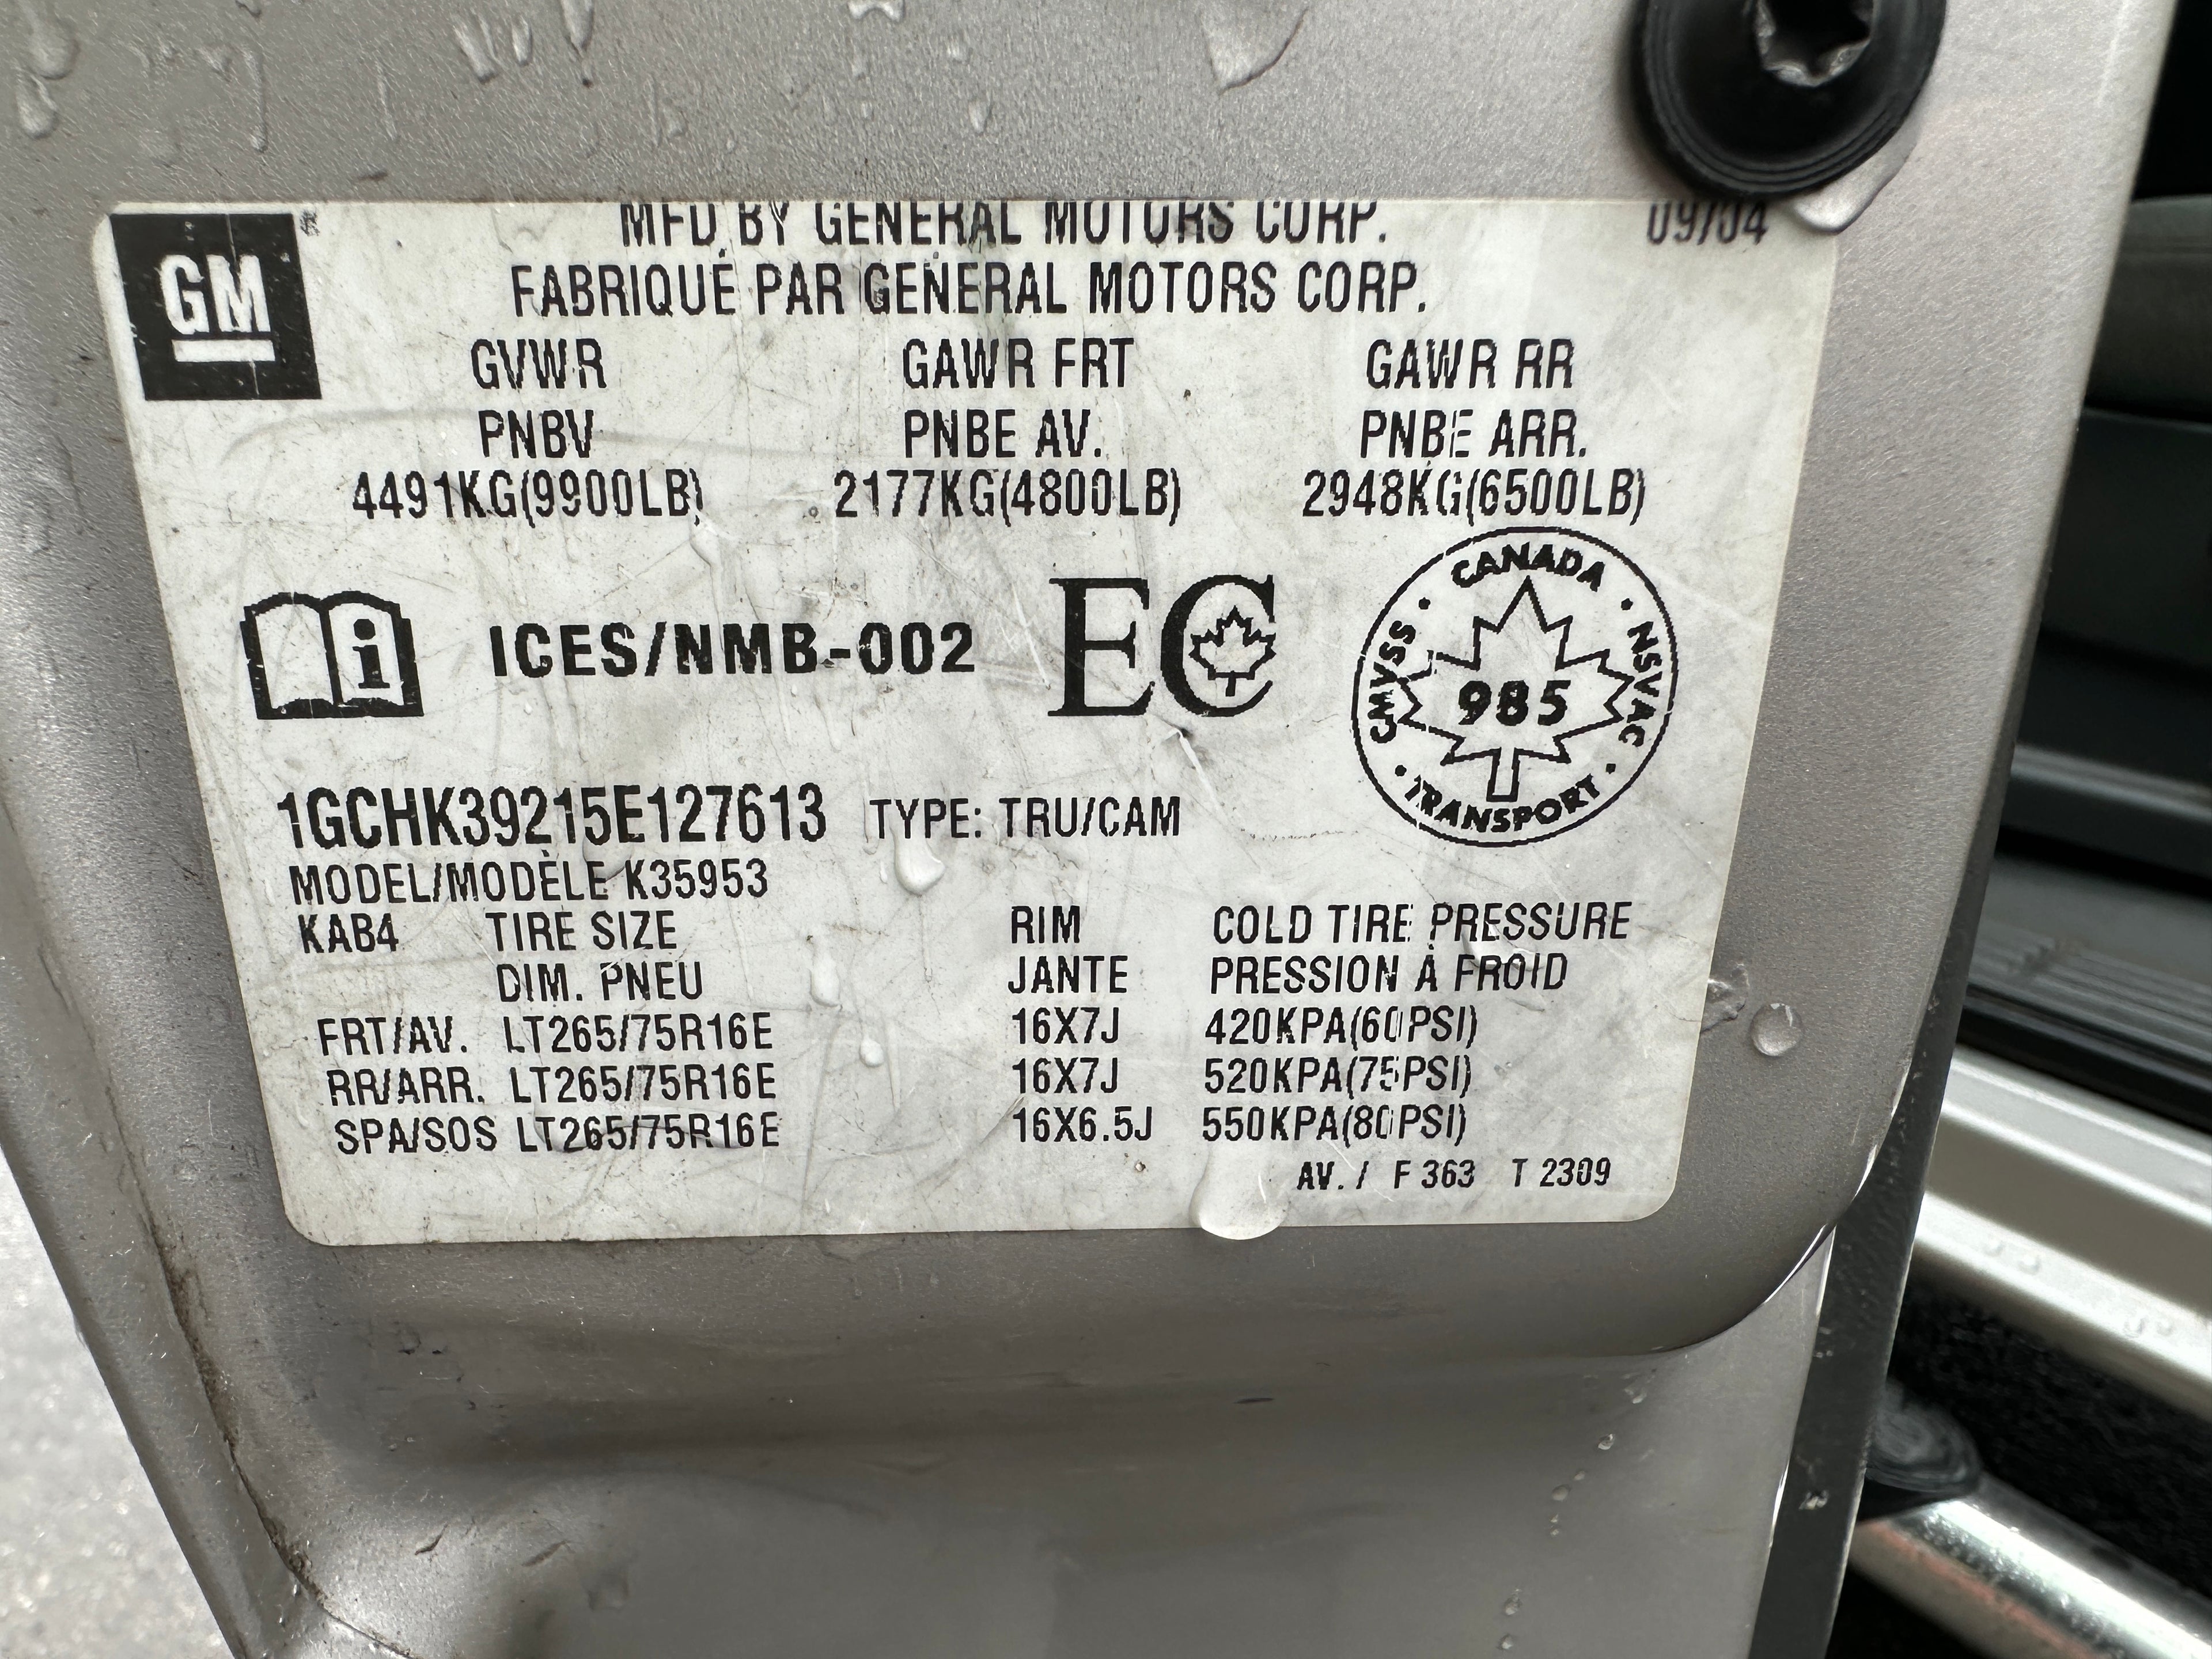 GM ®
MFD BY GENERAL MOTORS CORP. 09/04
FABRIQUÉ PAR GENERAL MOTORS CORP.
GVWR GAWR FRT GAWR RR
PNBV PNBE AV. PNBE ARR.
4491KG(9900LB) 2177KG(4800LB) 2948KG(6500LB)
i ICES/NMB-002 EC
CANADA
CMVSS 985 NSVAC
TRANSPORT
1GCHK39215E127613 TYPE: TRU/CAM
MODEL/MODÈLE K35953
KAB4 TIRE SIZE RIM COLD TIRE PRESSURE
DIM. PNEU JANTE PRESSION À FROID
FRT/AV. LT265/75R16E 16X7J 420KPA(60PSI)
RR/ARR. LT265/75R16E 16X7J 520KPA(75PSI)
SPA/SOS LT265/75R16E 16X6.5J 550KPA(80PSI)
AV. / F 363 T 2309